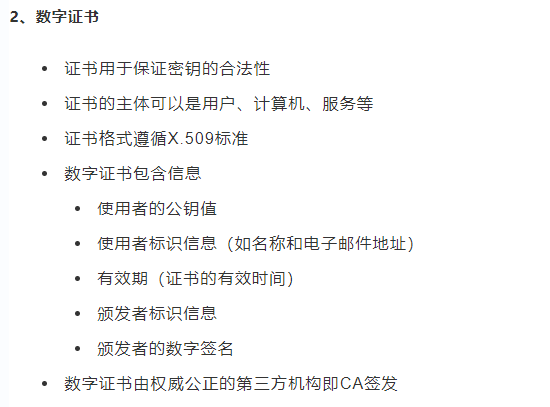 2、数字证书
证书用于保证密钥的合法性
证书的主体可以是用户、计算机、服务等
证书格式遵循X.509标准
数字证书包含信息
使用者的公钥值
使用者标识信息（如名称和电子邮件地址）
有效期（证书的有效时间）
颁发者标识信息
颁发者的数字签名
数字证书由权威公正的第三方机构即CA签发